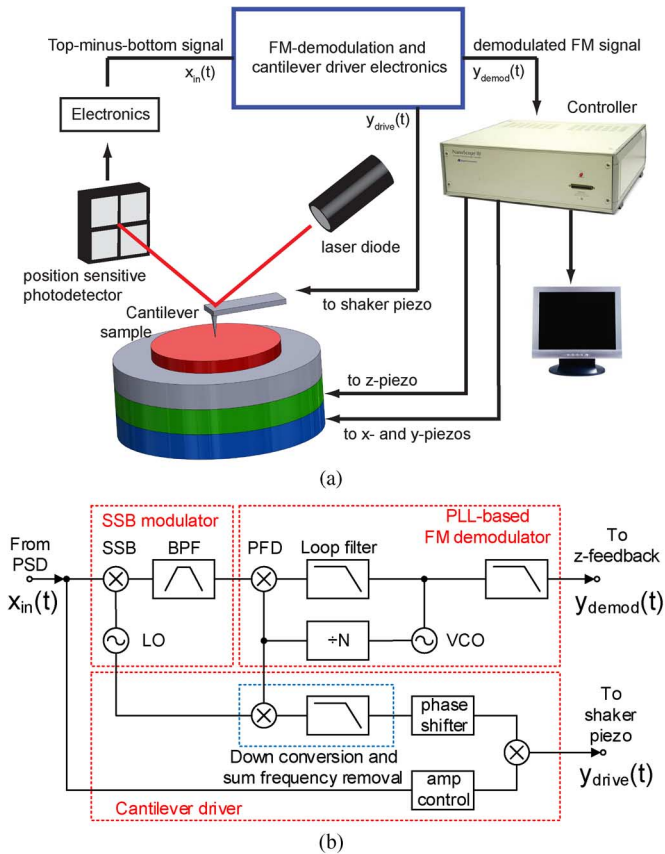 Top-minus-bottom signal
x_in(t)
FM-demodulation and
cantilever driver electronics
demodulated FM signal
y_demod(t)
Electronics
y_drive(t)
Controller
laser diode
position sensitive
photodetector
Cantilever
sample
to shaker piezo
to z-piezo
to x- and y-piezos
(a)
SSB modulator
PLL-based
FM demodulator
From
PSD
x_in(t)
SSB
BPF
PFD
Loop filter
To
z-feedback
y_demod(t)
LO
÷N
VCO
phase
shifter
Down conversion and
sum frequency removal
amp
control
To
shaker
piezo
y_drive(t)
Cantilever driver
(b)